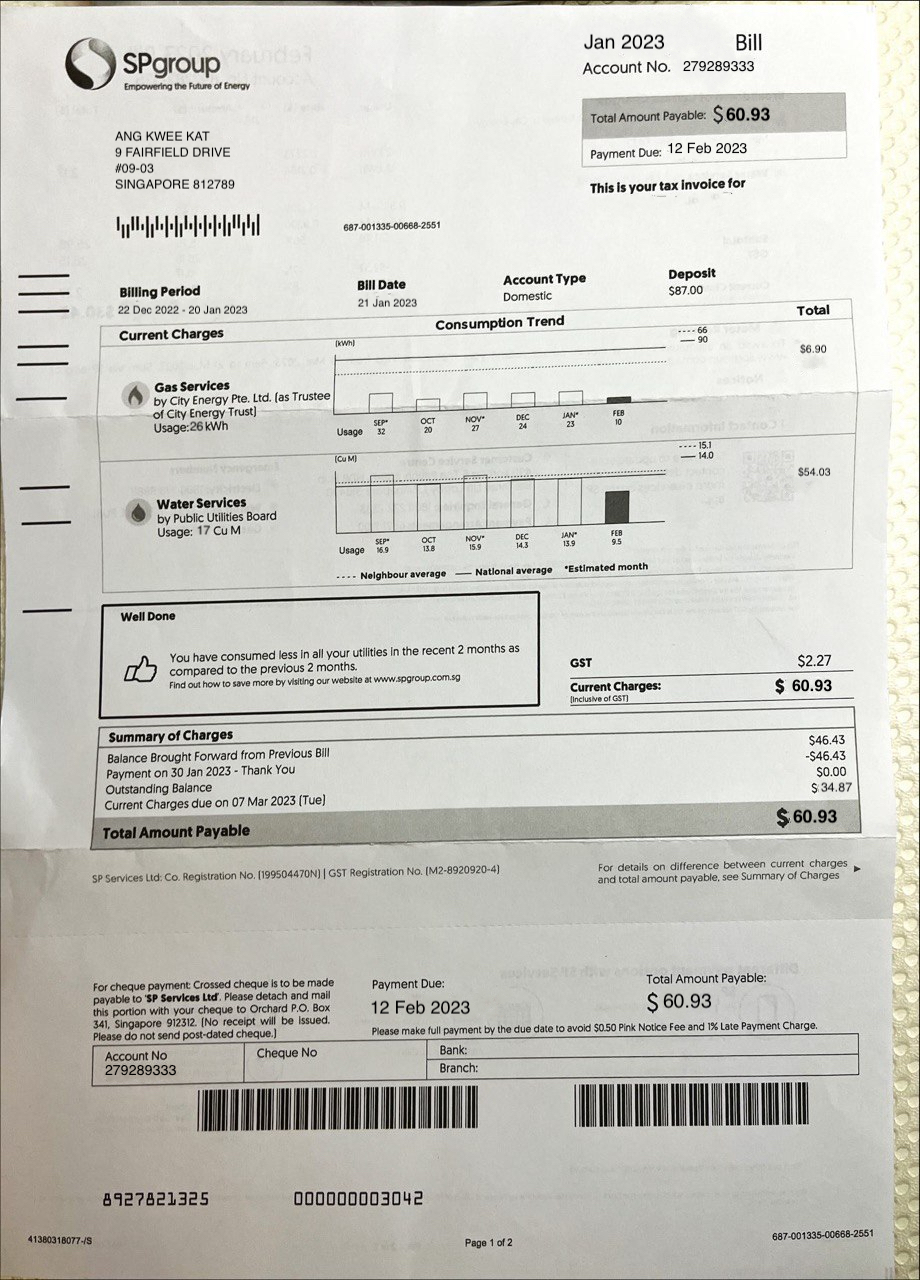 SPgroup
Empowering the Future of Energy
Jan 2023 Bill
Account No. 279289333
Total Amount Payable: $60.93
Payment Due: 12 Feb 2023
This is your tax invoice for
ANG KWEE KAT
9 FAIRFIELD DRIVE
#09-03
SINGAPORE 812789
687-001335-00668-2551
Billing Period
22 Dec 2022 - 20 Jan 2023
Bill Date
21 Jan 2023
Account Type
Domestic
Deposit
$87.00
Current Charges
Consumption Trend
Total
(kWh)
---- 66
— 90
$6.90
Gas Services
by City Energy Pte. Ltd. (as Trustee
of City Energy Trust)
Usage:26 kWh
SEP* OCT NOV* DEC JAN* FEB
Usage 32 20 27 24 23 10
(Cu M)
---- 15.1
— 14.0
$54.03
Water Services
by Public Utilities Board
Usage: 17 Cu M
SEP* OCT NOV* DEC JAN* FEB
Usage 16.9 13.8 15.9 14.3 13.9 9.5
---- Neighbour average — National average *Estimated month
Well Done
You have consumed less in all your utilities in the recent 2 months as
compared to the previous 2 months.
Find out how to save more by visiting our website at www.spgroup.com.sg
GST $2.27
Current Charges: $ 60.93
(Inclusive of GST)
Summary of Charges
Balance Brought Forward from Previous Bill $46.43
Payment on 30 Jan 2023 - Thank You -$46.43
Outstanding Balance $0.00
Current Charges due on 07 Mar 2023 (Tue) $ 34.87
Total Amount Payable $ 60.93
SP Services Ltd: Co. Registration No. (199504470N) | GST Registration No. (M2-8920920-4)
For details on difference between current charges
and total amount payable, see Summary of Charges
For cheque payment: Crossed cheque is to be made
payable to 'SP Services Ltd'. Please detach and mail
this portion with your cheque to Orchard P.O. Box
341, Singapore 912312. (No receipt will be issued.
Please do not send post-dated cheque.)
Payment Due:
12 Feb 2023
Total Amount Payable:
$ 60.93
Please make full payment by the due date to avoid $0.50 Pink Notice Fee and 1% Late Payment Charge.
Account No
279289333
Cheque No
Bank:
Branch:
8927821325 000000003042
41380318077-/S
Page 1 of 2
687-001335-00668-2551